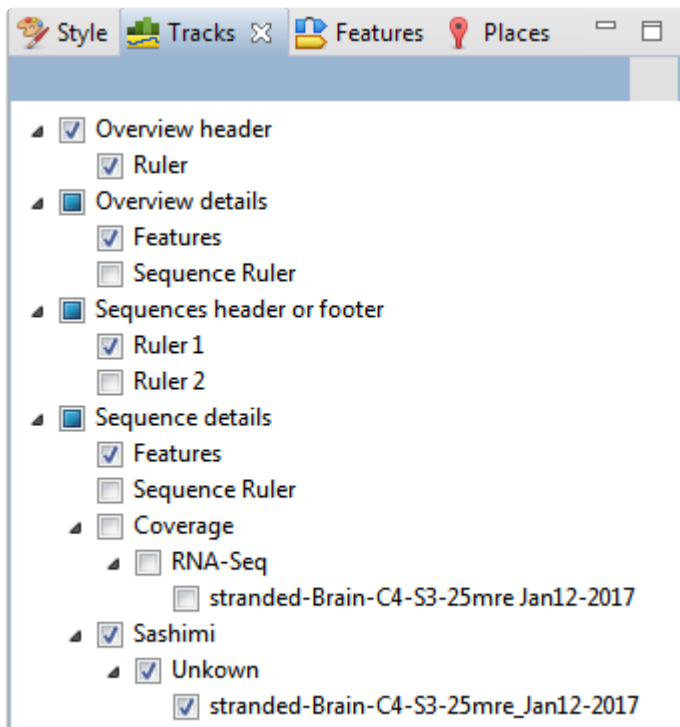 Style Tracks Features Places
Overview header
Ruler
Overview details
Features
Sequence Ruler
Sequences header or footer
Ruler 1
Ruler 2
Sequence details
Features
Sequence Ruler
Coverage
RNA-Seq
stranded-Brain-C4-S3-25mre Jan12-2017
Sashimi
Unkown
stranded-Brain-C4-S3-25mre_Jan12-2017